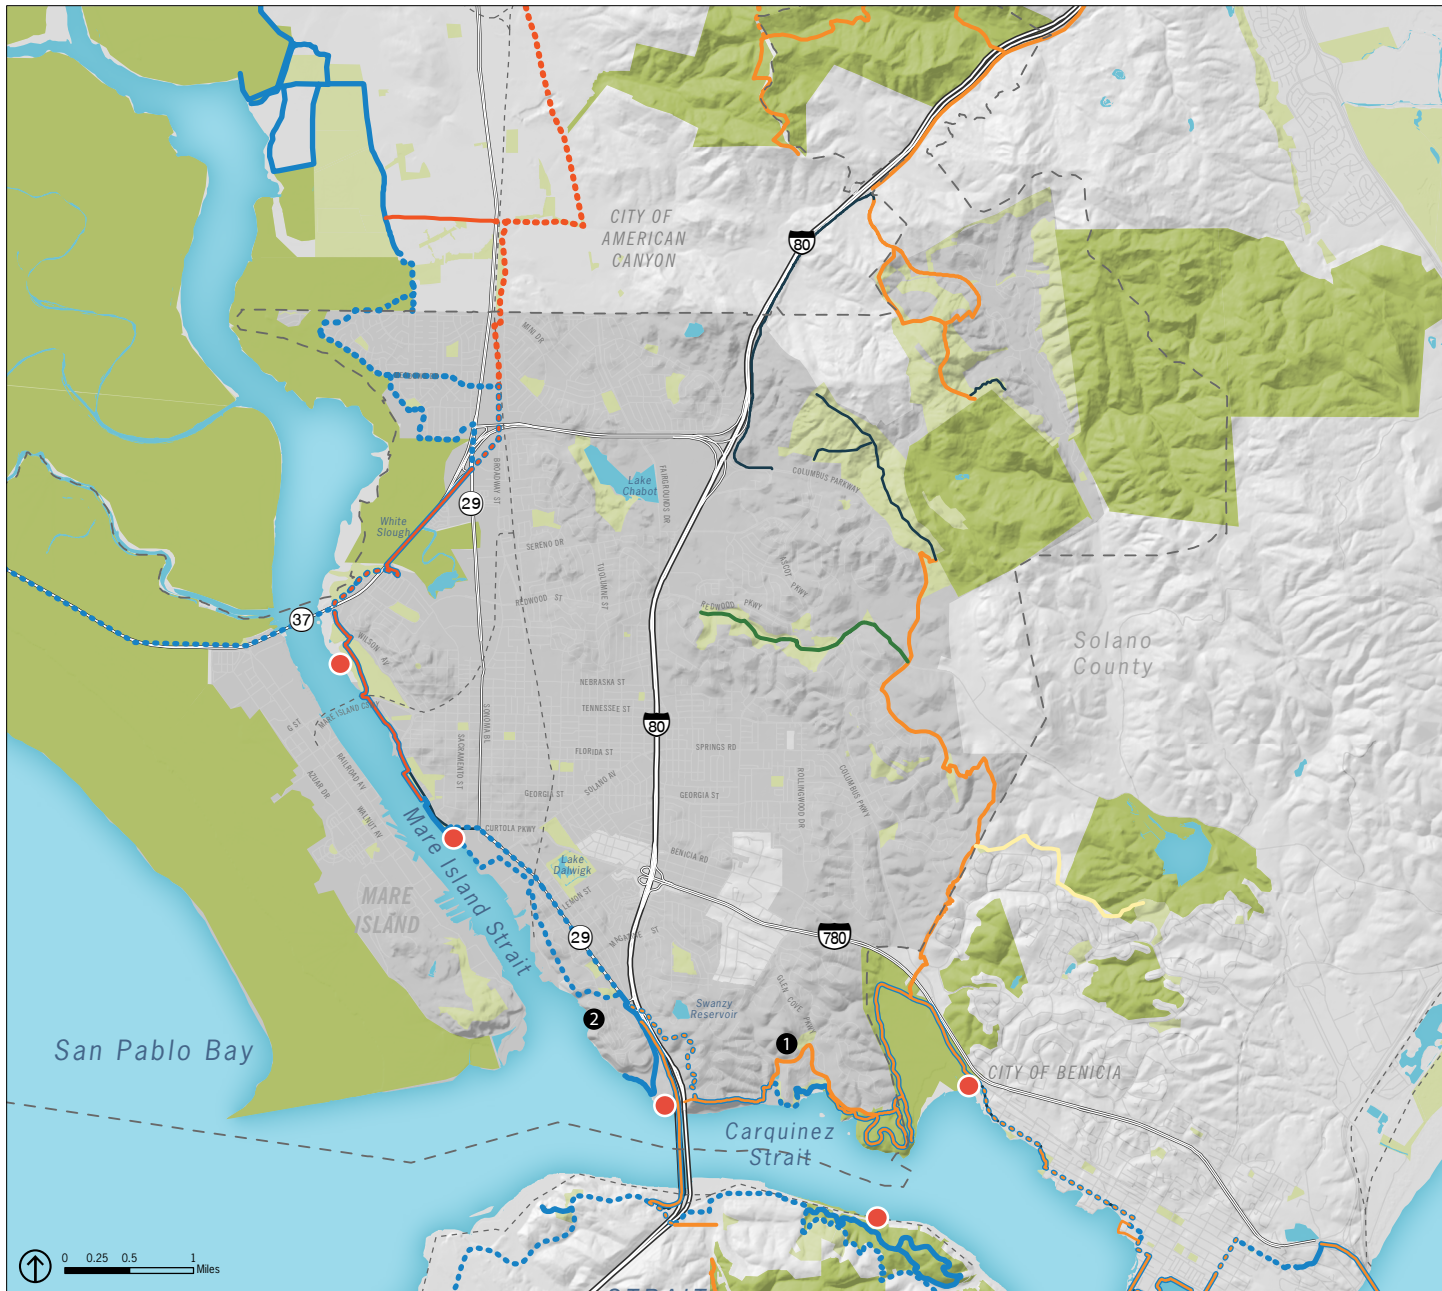 CITY OF
AMERICAN
CANYON
80
MINI DR
Lake
Chabot
FAIRGROUNDS DR
COLUMBUS PARKWAY
BROADWAY ST
29
White
Slough
SERENO DR
TUOLUMNE ST
ASCOT PKWY
REDWOOD ST
REDWOOD PKWY
37
WILSON AV
Solano
County
NEBRASKA ST
TENNESSEE ST
MARE ISLAND CSWY
G ST
SONOMA BL
80
SACRAMENTO ST
FLORIDA ST
SPRINGS RD
RAILROAD AV
AZUAR DR
SOLANO AV
ROLLINGWOOD DR
COLUMBUS PKWY
GEORGIA ST
GEORGIA ST
WALNUT AV
CURTOLA PKWY
Mare Island Strait
BENICIA RD
Lake
Dalwigk
LEMON ST
MARE
ISLAND
29
MAGAZINE ST
780
GLEN COVE PKWY
Swanzy
Reservoir
2
1
San Pablo Bay
CITY OF BENICIA
Carquinez
Strait
0 0.25 0.5 1
Miles